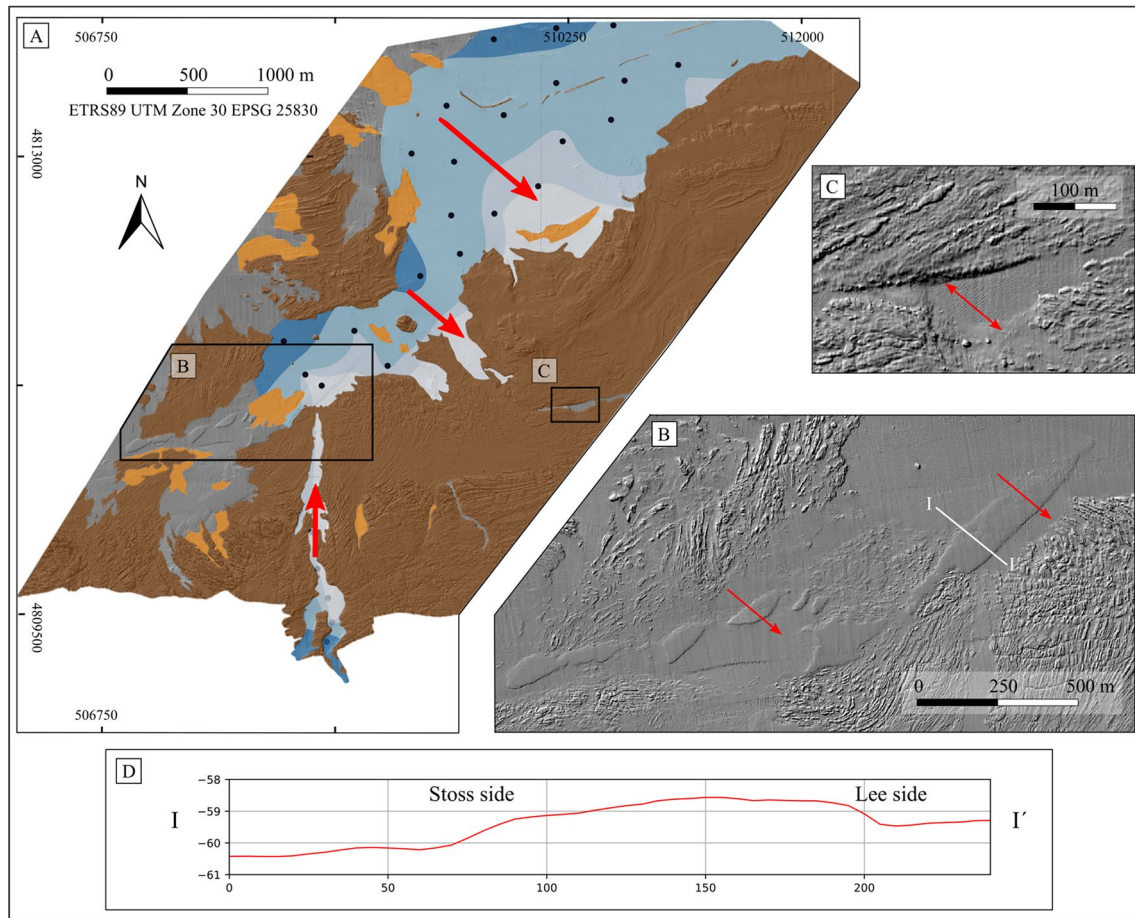 A
506750
510250
512000
0 500 1000 m
ETRS89 UTM Zone 30 EPSG 25830
4813000
N
C
100 m
B
C
B
I
I´
4809500
0 250 500 m
506750
D
-58
Stoss side
Lee side
I
-59
I´
-60
-61
0 50 100 150 200